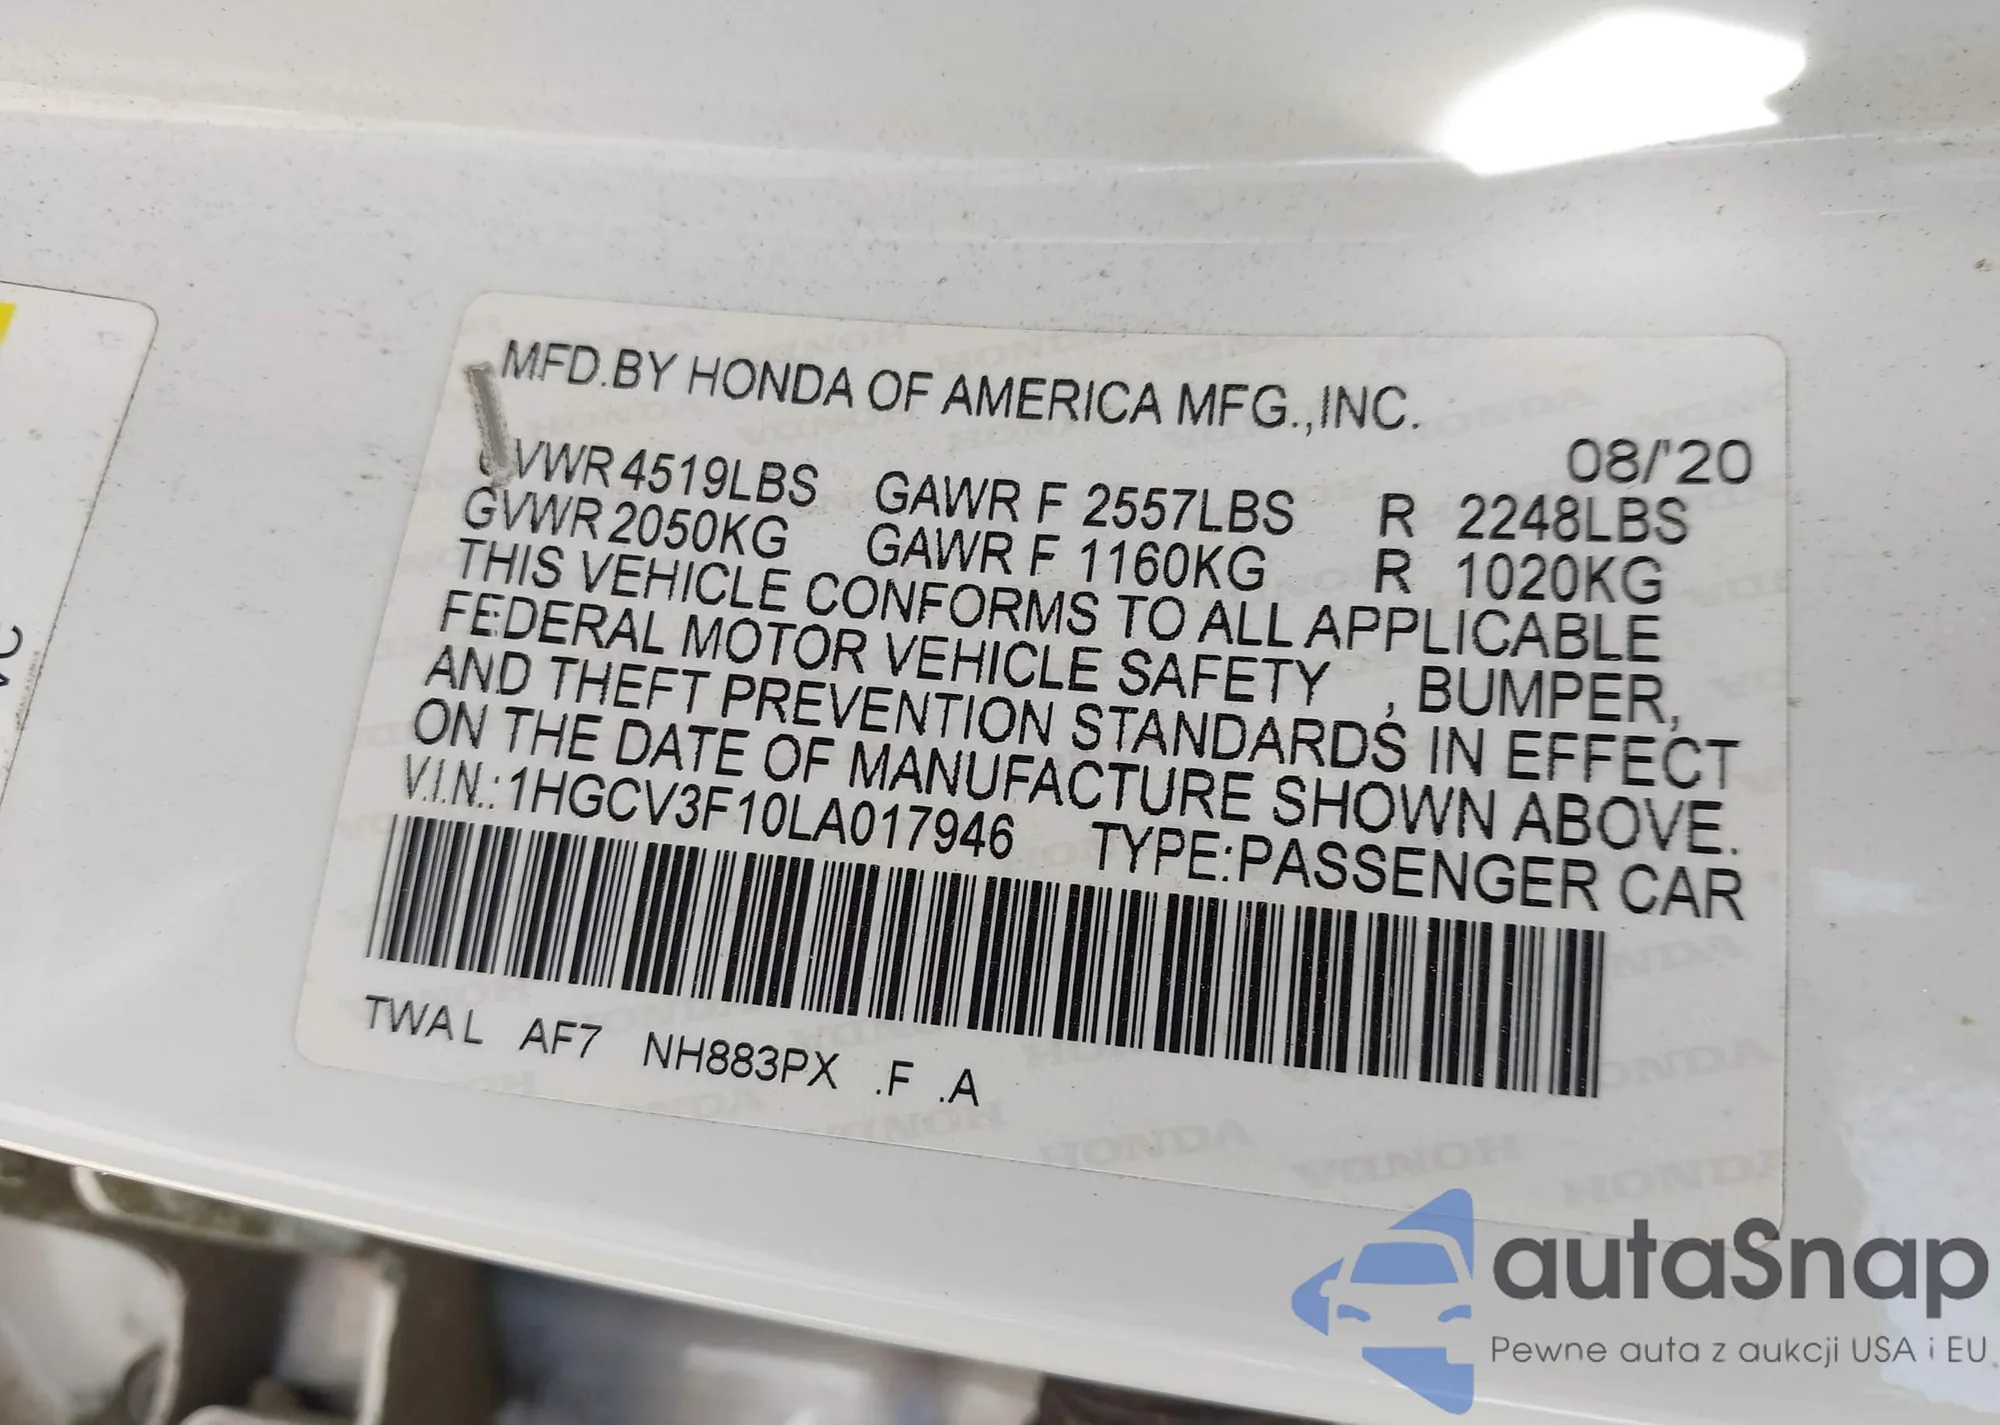 MFD.BY HONDA OF AMERICA MFG.,INC.
08/'20
GVWR 4519LBS GAWR F 2557LBS R 2248LBS
GVWR 2050KG GAWR F 1160KG R 1020KG
THIS VEHICLE CONFORMS TO ALL APPLICABLE
FEDERAL MOTOR VEHICLE SAFETY , BUMPER,
AND THEFT PREVENTION STANDARDS IN EFFECT
ON THE DATE OF MANUFACTURE SHOWN ABOVE.
V.I.N.: 1HGCV3F10LA017946 TYPE:PASSENGER CAR
TWAL AF7 NH883PX .F .A
autaSnap
Pewne auta z aukcji USA i EU